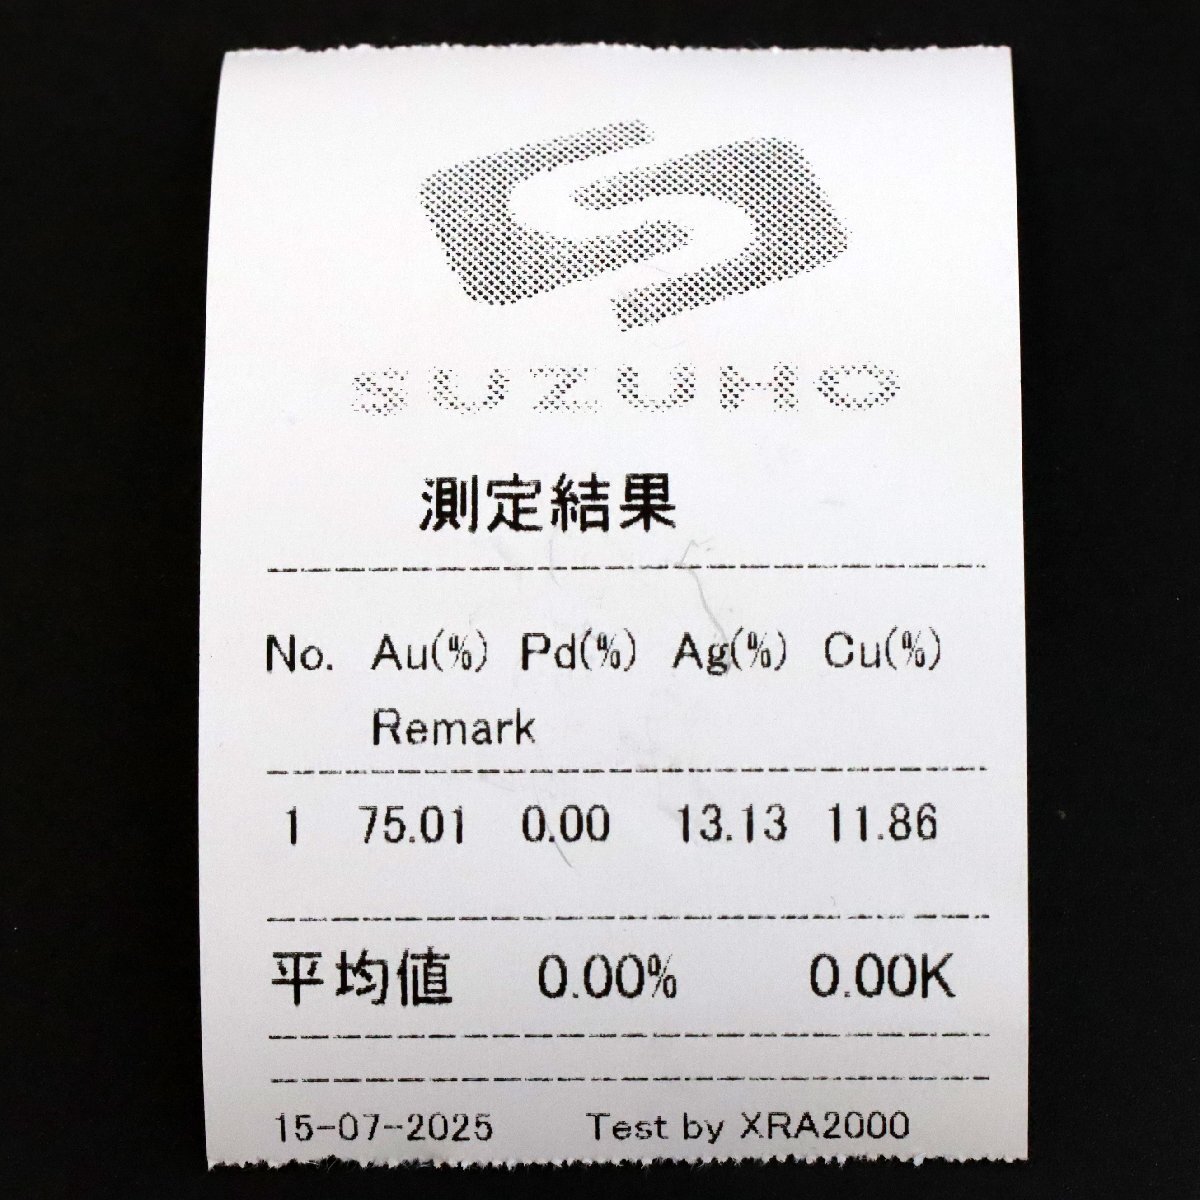 SUZUHO
測定結果
No. Au(%) Pd(%) Ag(%) Cu(%)
Remark
1 75.01 0.00 13.13 11.86
平均値 0.00% 0.00K
15-07-2025 Test by XRA2000